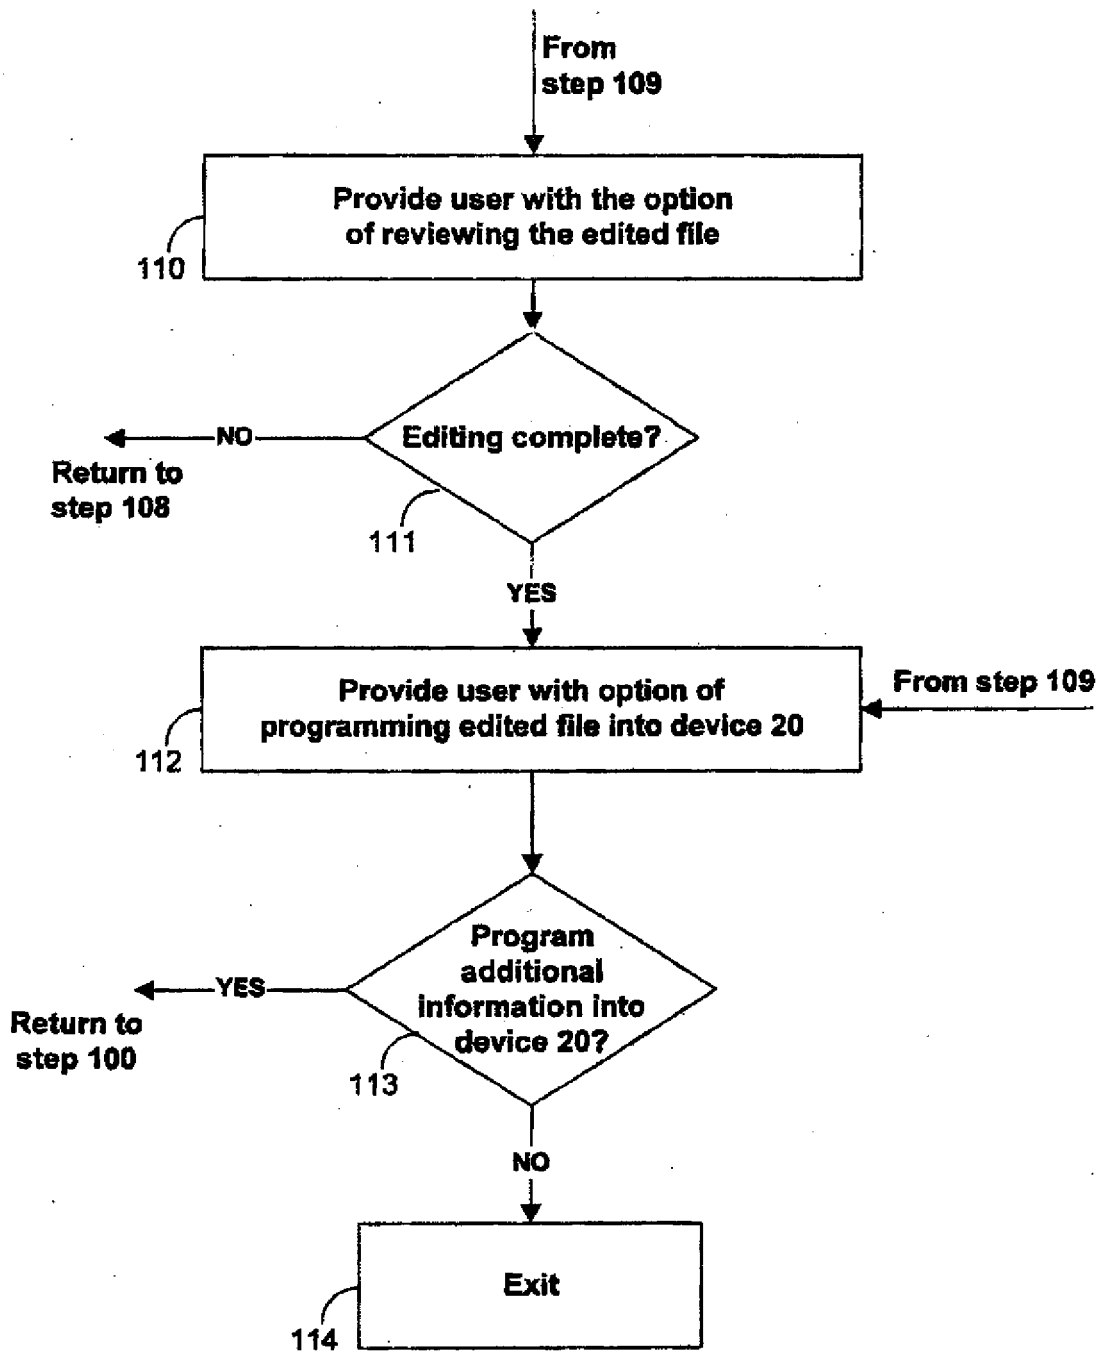 From
step 109
Provide user with the option
of reviewing the edited file
110
Editing complete?
NO
Return to
step 108
111
YES
Provide user with option of
programming edited file into device 20
From step 109
112
Program
additional
information into
device 20?
YES
Return to
step 100
113
NO
Exit
114